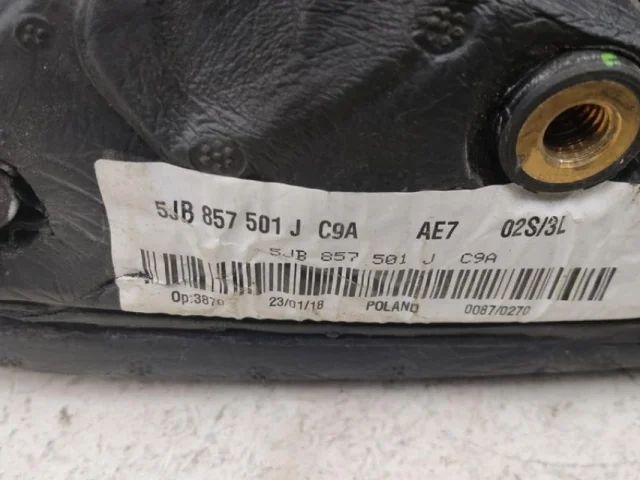 5JB 857 501 J C9A AE7 02S/3L
5JB 857 501 J C9A
Op:3870 23/01/18 POLAND 0087/0270